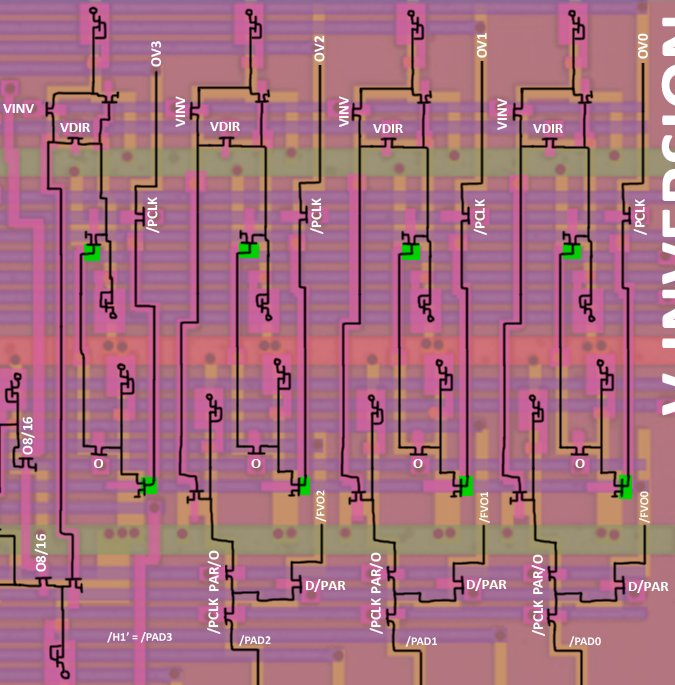 OV3
OV2
OV1
OV0
VINV
VINV
VINV
VINV
VDIR
VDIR
VDIR
VDIR
/PCLK
/PCLK
/PCLK
/PCLK
O8/16
O
O
O
O
/FVO2
/FVO1
/FVO0
O8/16
/PCLK PAR/O
/PCLK PAR/O
/PCLK PAR/O
D/PAR
D/PAR
D/PAR
/H1' = /PAD3
/PAD2
/PAD1
/PAD0
INVERSION